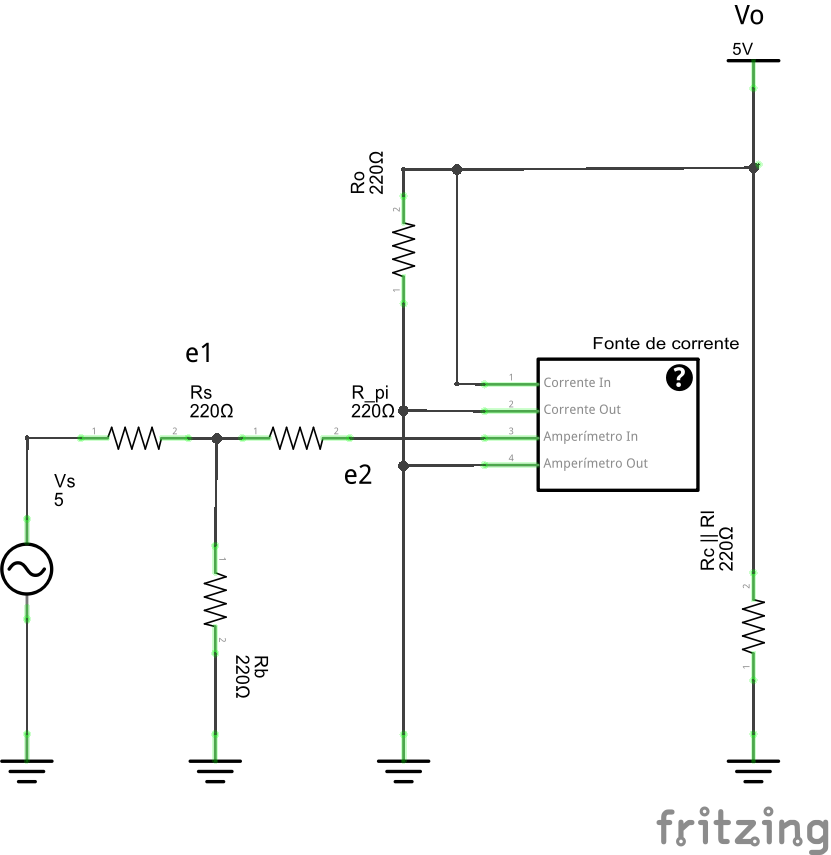 Vo
5V
Ro
220Ω
2
1
Fonte de corrente
?
1 Corrente In
2 Corrente Out
3 Amperímetro In
4 Amperímetro Out
e1
Rs
220Ω
1 2
R_pi
220Ω
1 2
e2
Vs
5
1
2
Rb
220Ω
Rc || Rl
220Ω
2
1
fritzing